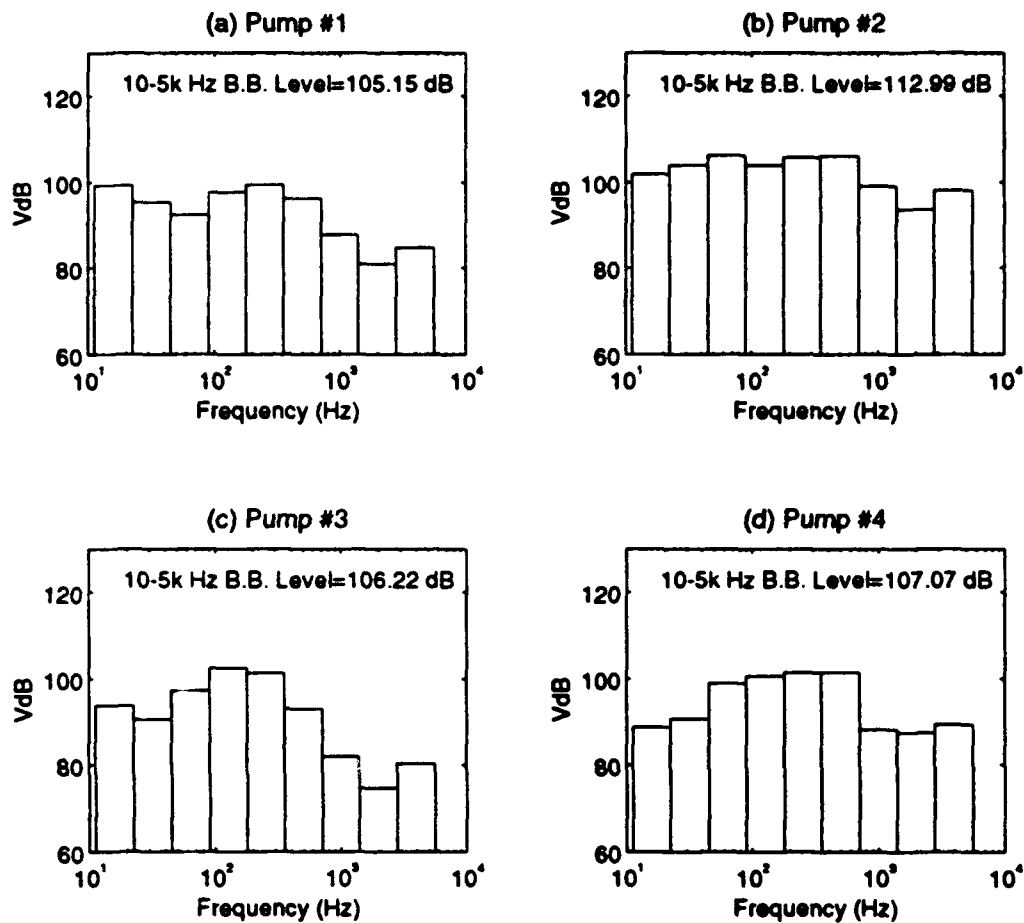 (a) Pump #1
10-5k Hz B.B. Level=105.15 dB
VdB
120
100
80
60
10¹ 10² 10³ 10⁴
Frequency (Hz)
(b) Pump #2
10-5k Hz B.B. Level=112.99 dB
VdB
120
100
80
60
10¹ 10² 10³ 10⁴
Frequency (Hz)
(c) Pump #3
10-5k Hz B.B. Level=106.22 dB
VdB
120
100
80
60
10¹ 10² 10³ 10⁴
Frequency (Hz)
(d) Pump #4
10-5k Hz B.B. Level=107.07 dB
VdB
120
100
80
60
10¹ 10² 10³ 10⁴
Frequency (Hz)